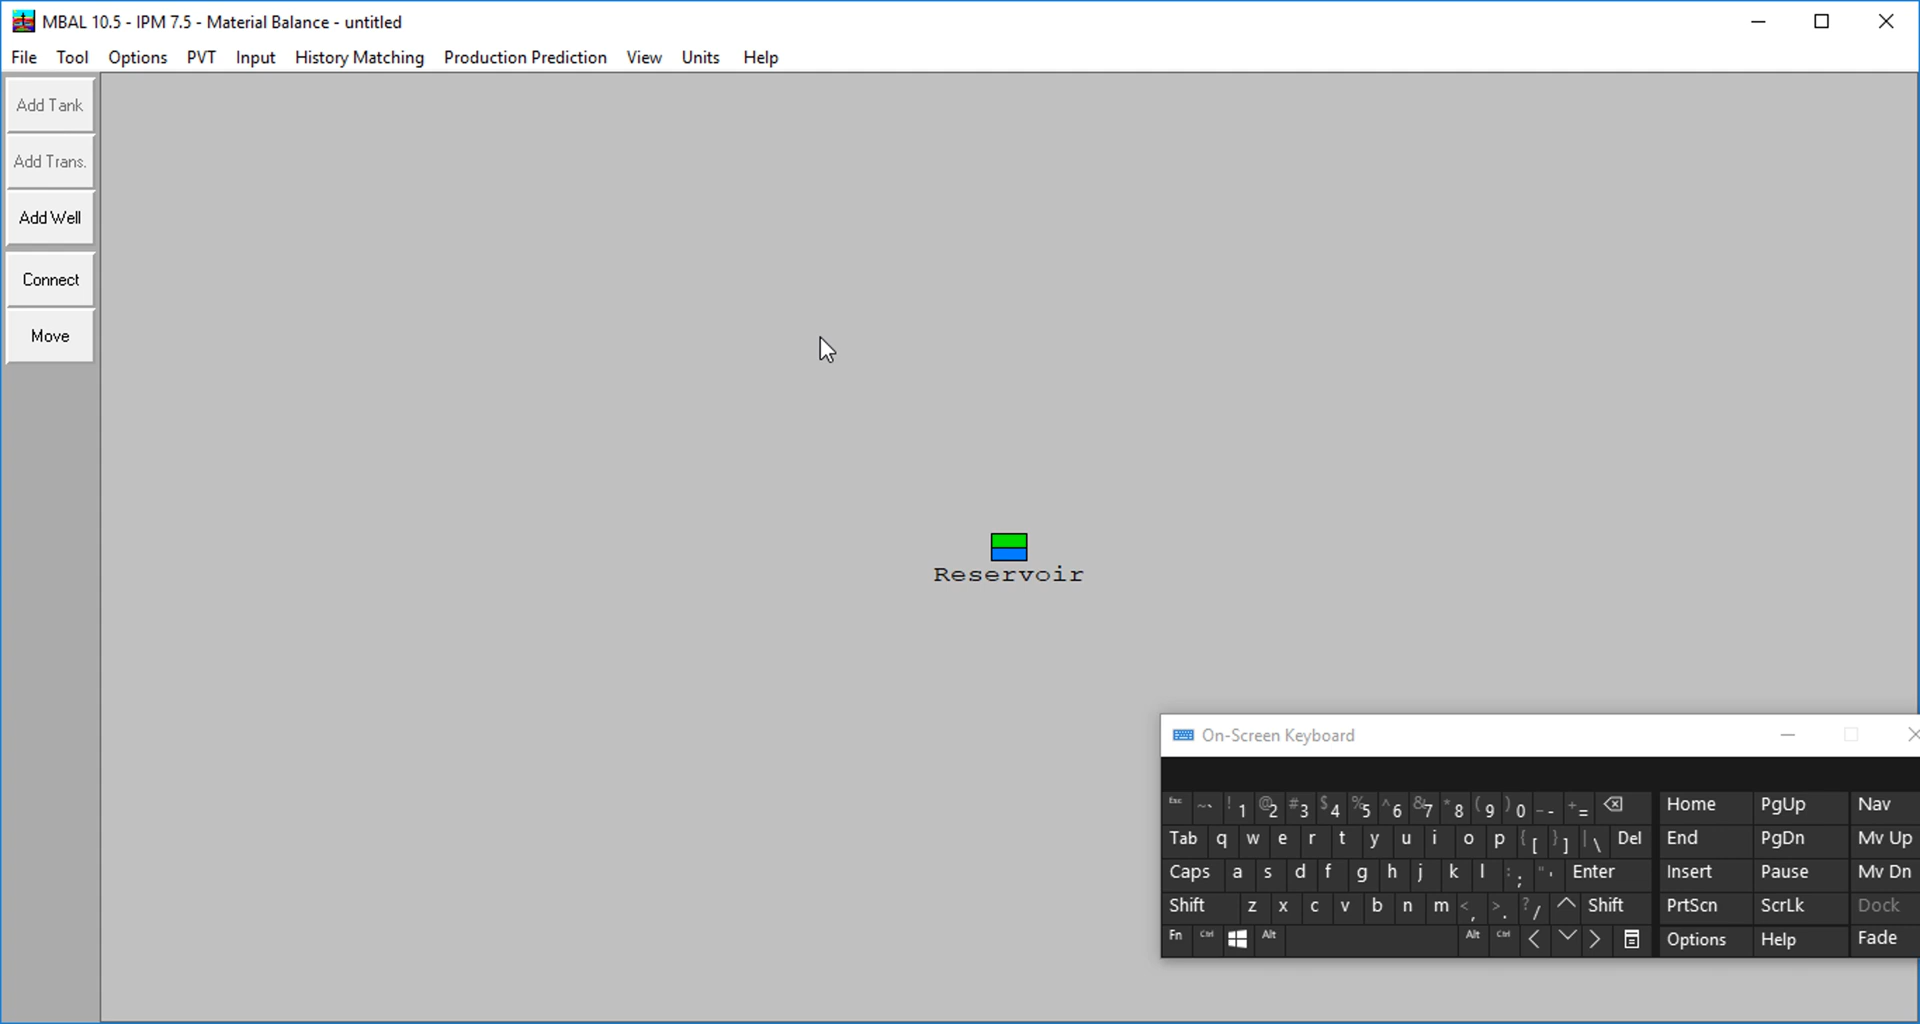 MBAL 10.5 - IPM 7.5 - Material Balance - untitled
File Tool Options PVT Input History Matching Production Prediction View Units Help
Add Tank
Add Trans.
Add Well
Connect
Move
Reservoir
On-Screen Keyboard
Esc ~` !1 @2 #3 $4 %5 ^6 &7 *8 (9 )0 _- += Home PgUp Nav
Tab q w e r t y u i o p {[ }] |\ Del End PgDn Mv Up
Caps a s d f g h j k l :; "' Enter Insert Pause Mv Dn
Shift z x c v b n m <, >. ?/ Shift PrtScn ScrLk Dock
Fn Ctrl Alt Alt Ctrl Options Help Fade